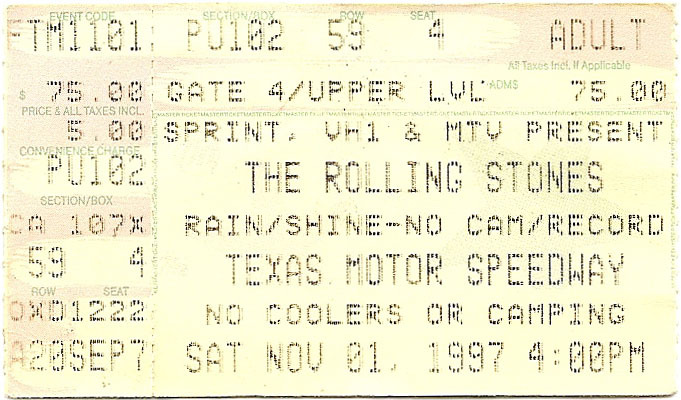 EVENT CODE SECTION/BOX ROW SEAT
TM1101 PU102 59 4 ADULT
All Taxes Incl. If Applicable
$ 75.00 GATE 4/UPPER LVL ADM$ 75.00
PRICE & ALL TAXES INCL.
5.00 SPRINT, VH1 & MTV PRESENT
CONVENIENCE CHARGE
PU102 THE ROLLING STONES
SECTION/BOX
CA 107X RAIN/SHINE-NO CAM/RECORD
59 4 TEXAS MOTOR SPEEDWAY
ROW SEAT
OXD1222 NO COOLERS OR CAMPING
A20SEP7 SAT NOV 01, 1997 4:00PM